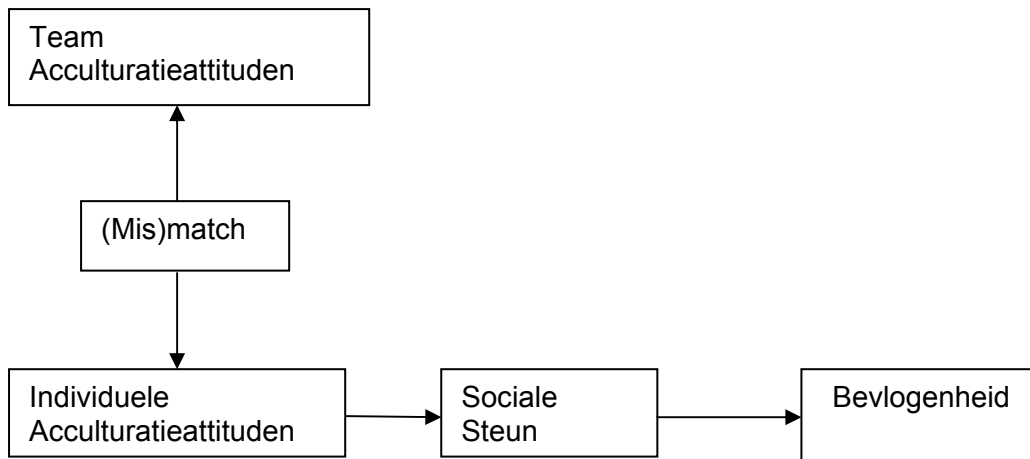 Team
Acculturatieattituden
(Mis)match
Individuele
Acculturatieattituden
Sociale
Steun
Bevlogenheid